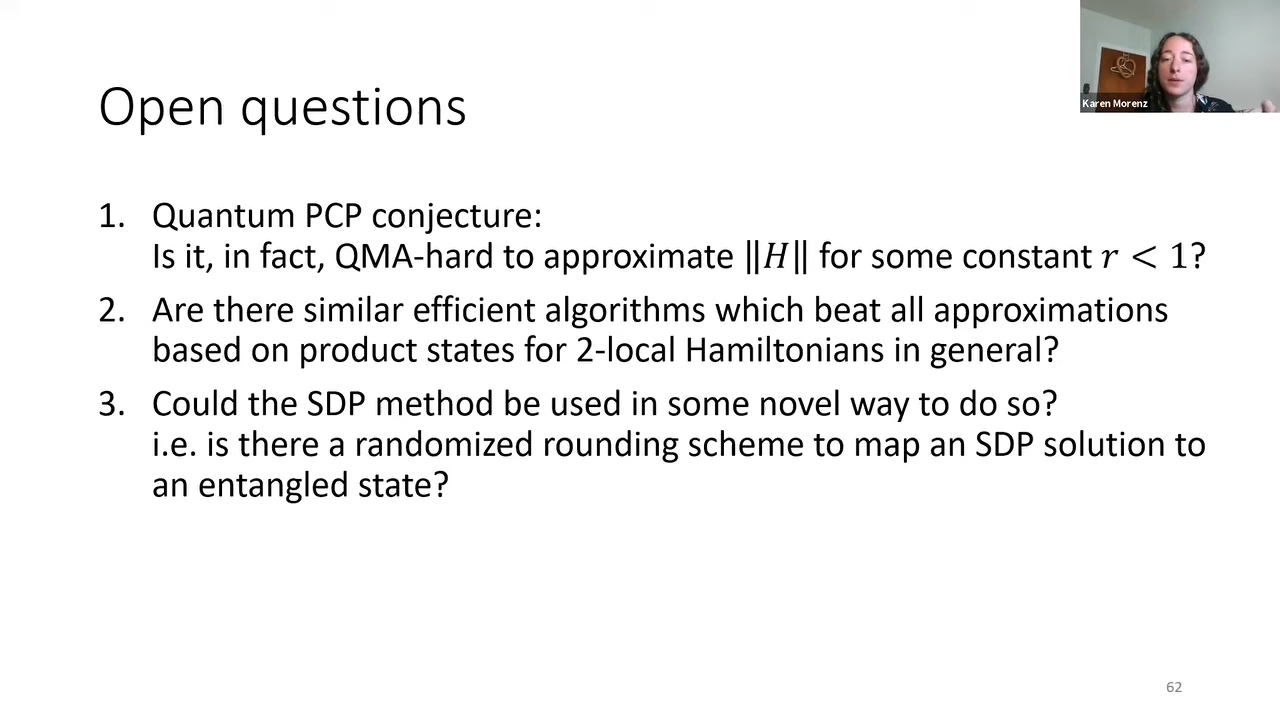 Karen Morenz
Open questions
1. Quantum PCP conjecture:
Is it, in fact, QMA-hard to approximate ‖H‖ for some constant r < 1?
2. Are there similar efficient algorithms which beat all approximations
based on product states for 2-local Hamiltonians in general?
3. Could the SDP method be used in some novel way to do so?
i.e. is there a randomized rounding scheme to map an SDP solution to
an entangled state?
62